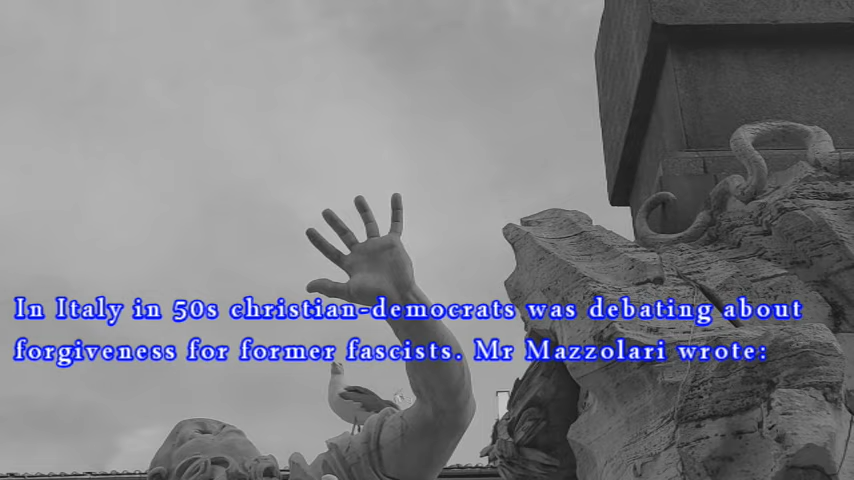 In Italy in 50s christian-democrats was debating about
forgiveness for former fascists. Mr Mazzolari wrote: